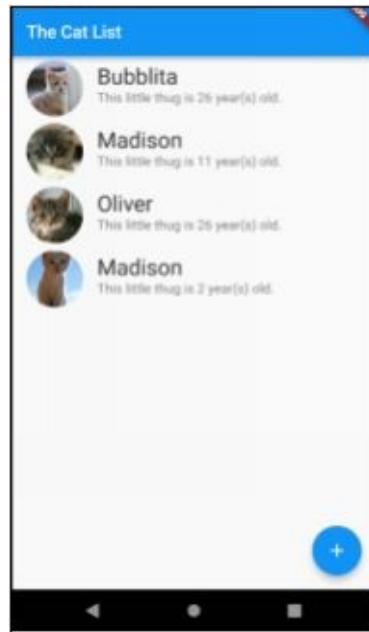 The Cat List
Bubblita
This little thug is 26 year(s) old.
Madison
This little thug is 11 year(s) old.
Oliver
This little thug is 26 year(s) old.
Madison
This little thug is 2 year(s) old.
+